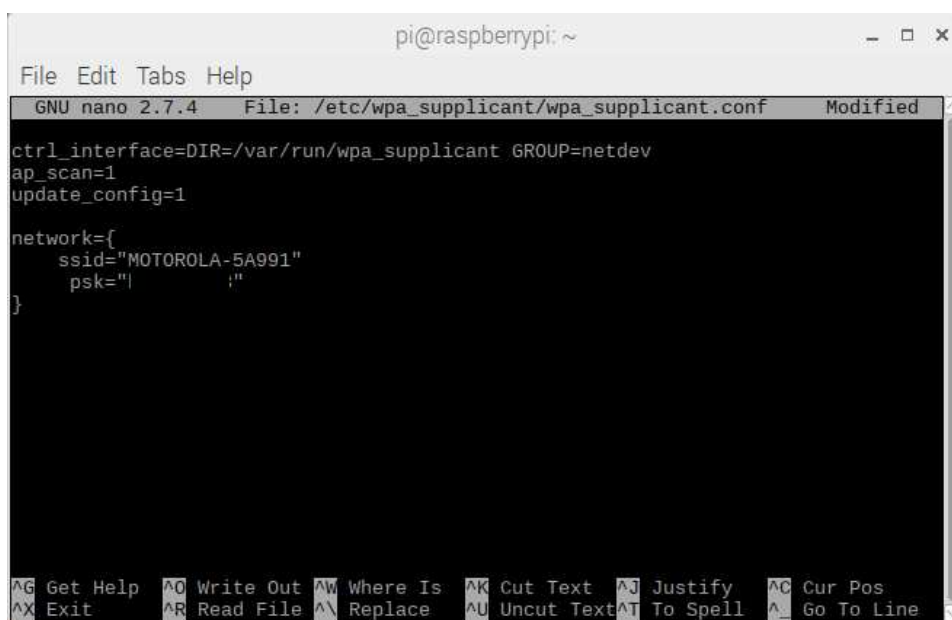 pi@raspberrypi: ~
File Edit Tabs Help
GNU nano 2.7.4 File: /etc/wpa_supplicant/wpa_supplicant.conf Modified
ctrl_interface=DIR=/var/run/wpa_supplicant GROUP=netdev
ap_scan=1
update_config=1
network={
ssid="MOTOROLA-5A991"
psk=" "
}
^G Get Help ^O Write Out ^W Where Is ^K Cut Text ^J Justify ^C Cur Pos
^X Exit ^R Read File ^\ Replace ^U Uncut Text ^T To Spell ^_ Go To Line